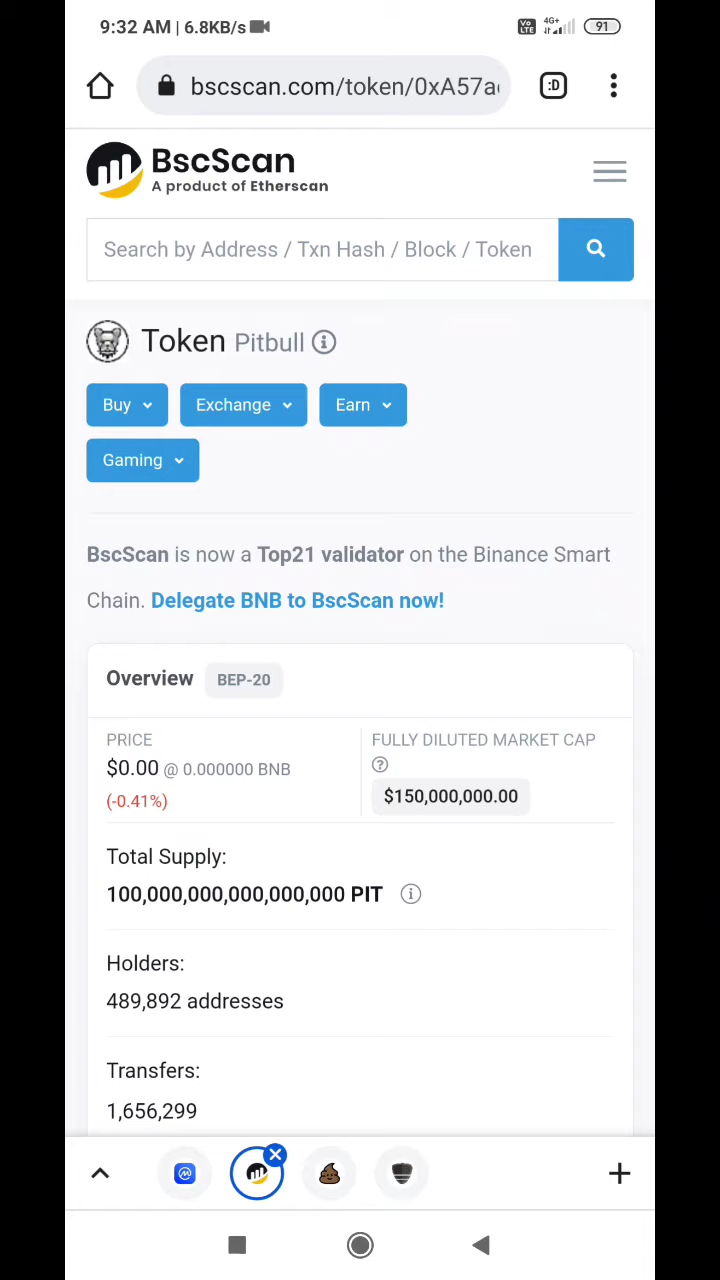 9:32 AM | 6.8KB/s
Vo LTE 4G+ 91
bscscan.com/token/0xA57a
:D
BscScan
A product of Etherscan
Search by Address / Txn Hash / Block / Token
Token Pitbull
Buy Exchange Earn
Gaming
BscScan is now a Top21 validator on the Binance Smart
Chain. Delegate BNB to BscScan now!
Overview BEP-20
PRICE
$0.00 @ 0.000000 BNB
(-0.41%)
FULLY DILUTED MARKET CAP
$150,000,000.00
Total Supply:
100,000,000,000,000,000 PIT
Holders:
489,892 addresses
Transfers:
1,656,299